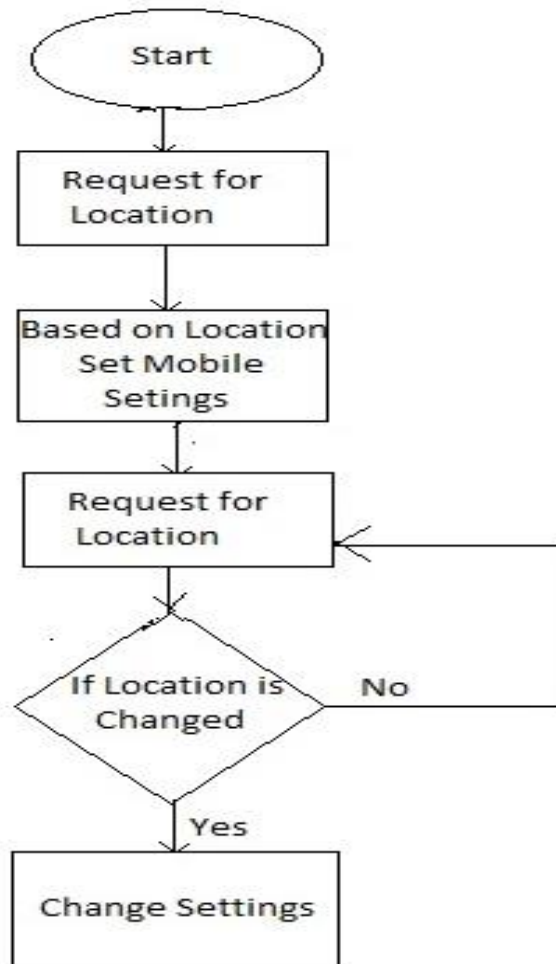 Start
Request for
Location
Based on Location
Set Mobile
Setings
Request for
Location
If Location is
Changed
No
Yes
Change Settings